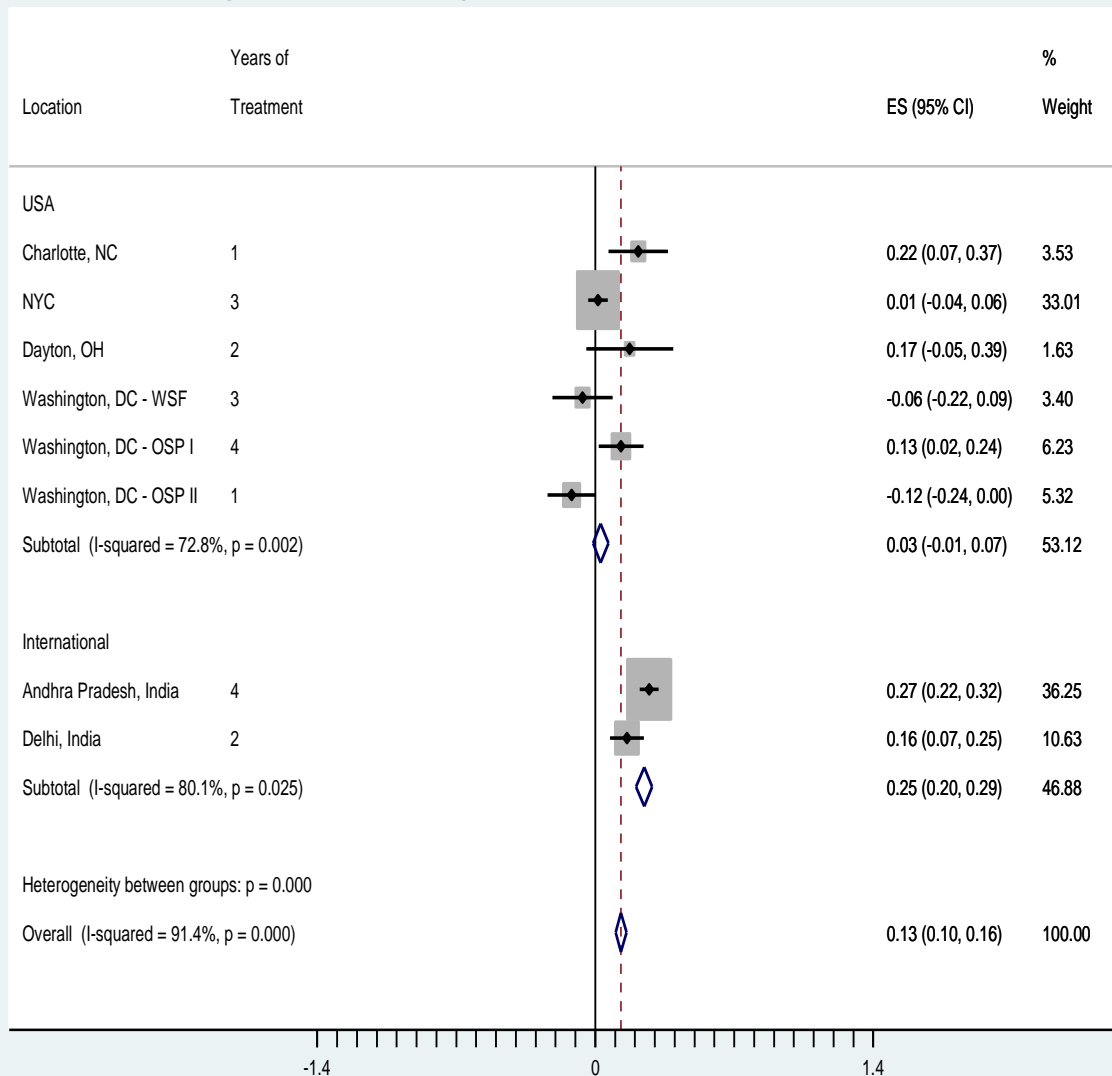 Years of %
Location Treatment ES (95% CI) Weight
USA
Charlotte, NC 1 0.22 (0.07, 0.37) 3.53
NYC 3 0.01 (-0.04, 0.06) 33.01
Dayton, OH 2 0.17 (-0.05, 0.39) 1.63
Washington, DC - WSF 3 -0.06 (-0.22, 0.09) 3.40
Washington, DC - OSP I 4 0.13 (0.02, 0.24) 6.23
Washington, DC - OSP II 1 -0.12 (-0.24, 0.00) 5.32
Subtotal (I-squared = 72.8%, p = 0.002) 0.03 (-0.01, 0.07) 53.12
International
Andhra Pradesh, India 4 0.27 (0.22, 0.32) 36.25
Delhi, India 2 0.16 (0.07, 0.25) 10.63
Subtotal (I-squared = 80.1%, p = 0.025) 0.25 (0.20, 0.29) 46.88
Heterogeneity between groups: p = 0.000
Overall (I-squared = 91.4%, p = 0.000) 0.13 (0.10, 0.16) 100.00
-1.4 0 1.4